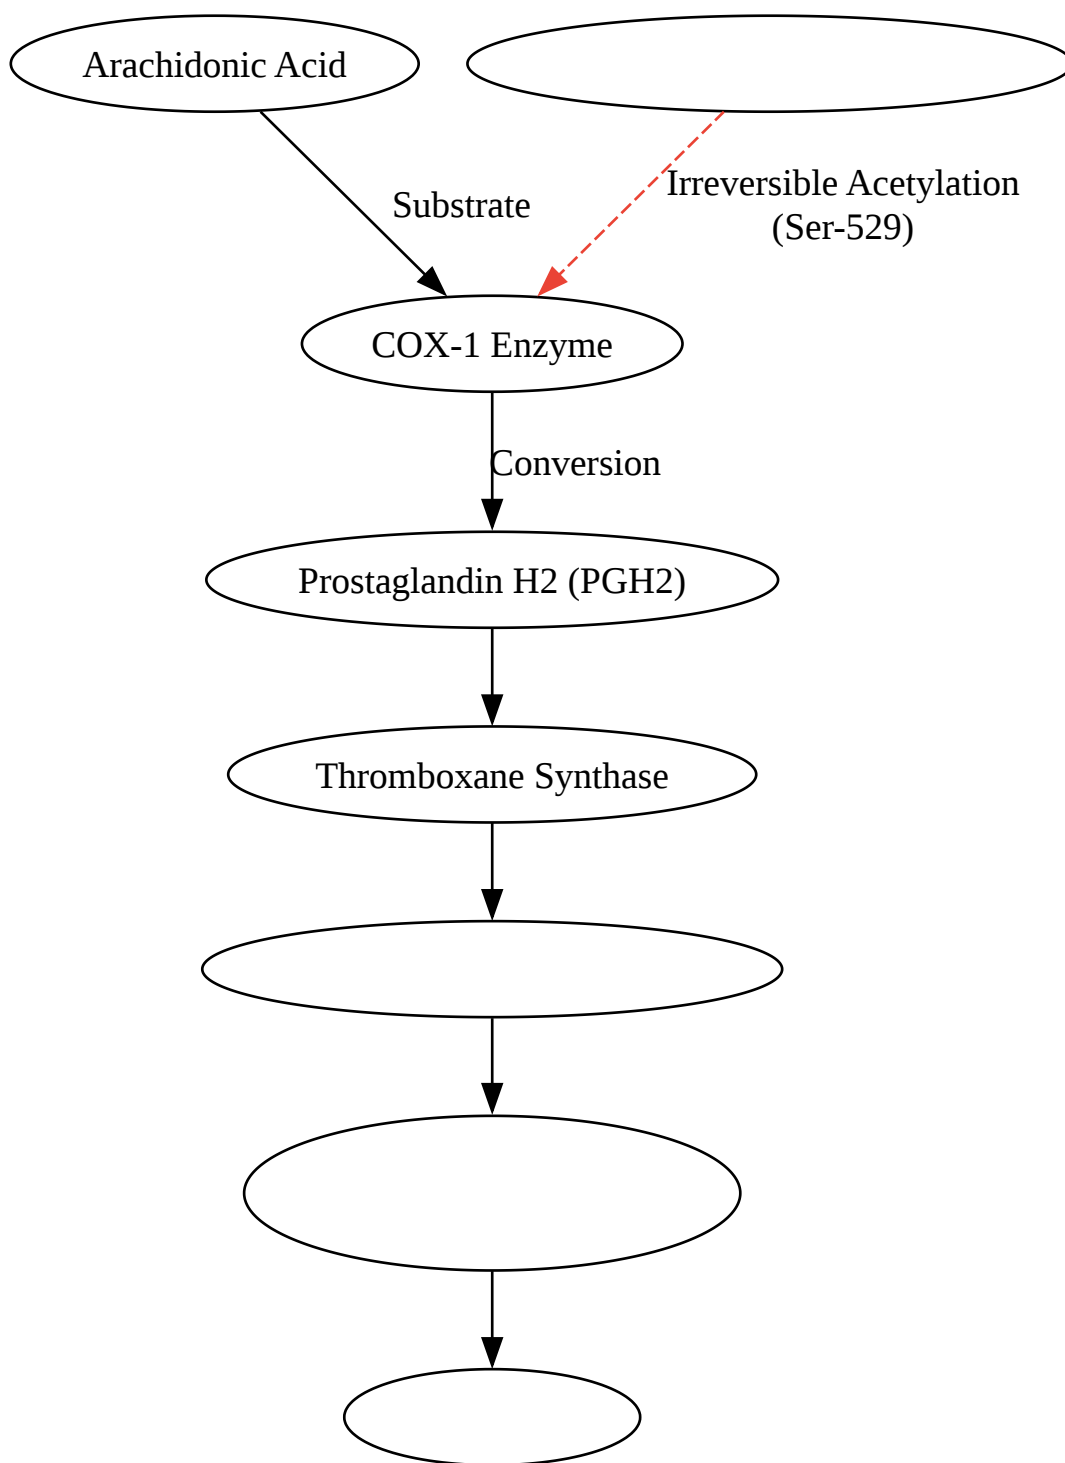 Arachidonic Acid
Substrate
Irreversible Acetylation
(Ser-529)
COX-1 Enzyme
Conversion
Prostaglandin H2 (PGH2)
Thromboxane Synthase